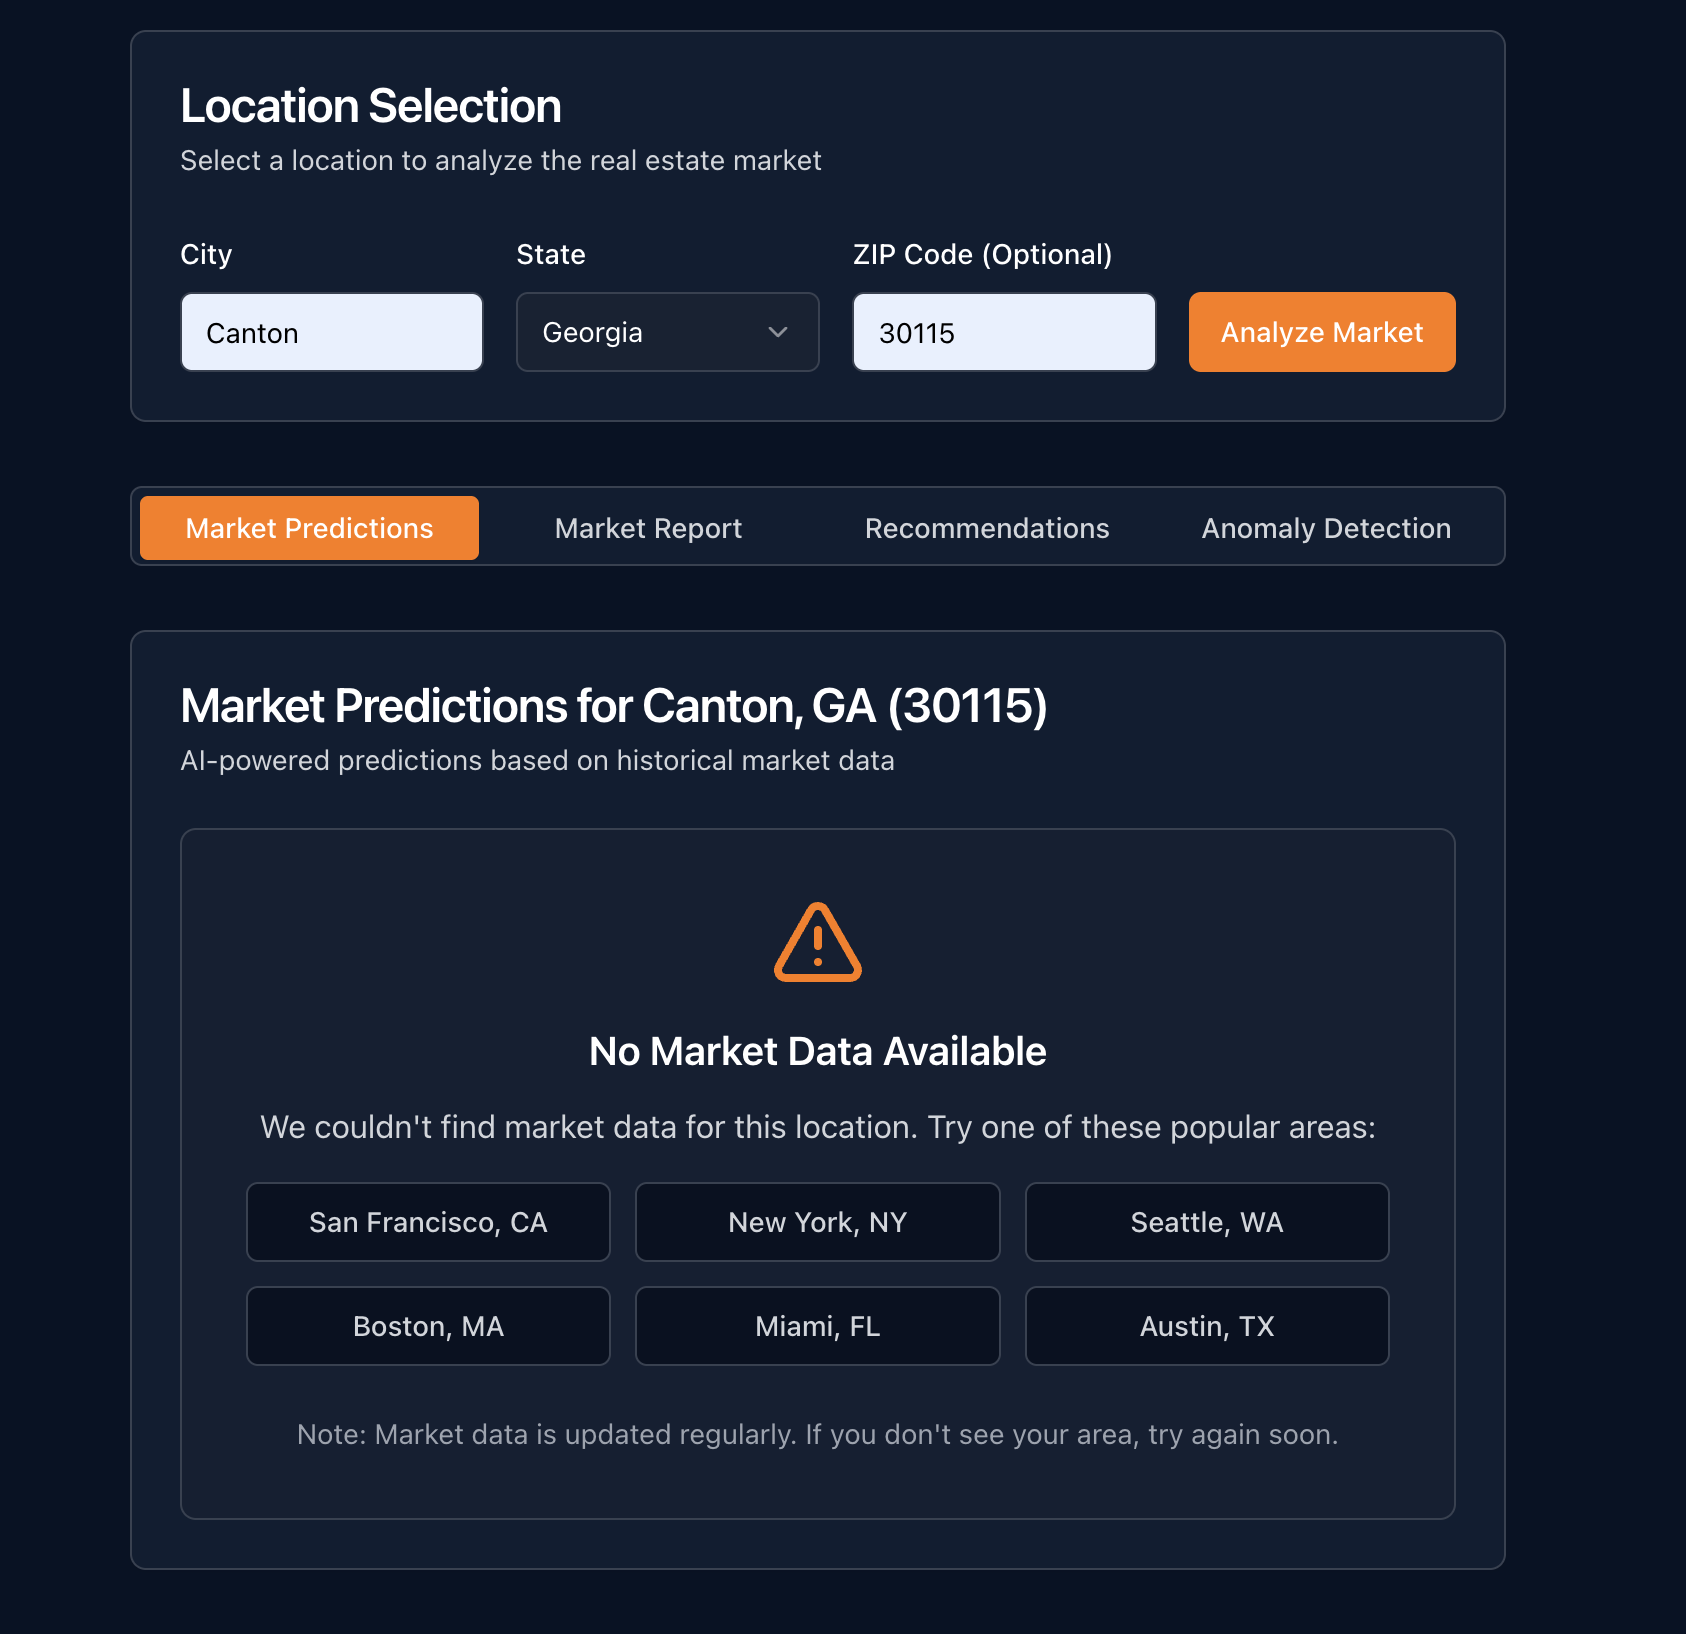 Location Selection
Select a location to analyze the real estate market
City
State
ZIP Code (Optional)
Canton
Georgia
30115
Analyze Market
Market Predictions
Market Report
Recommendations
Anomaly Detection
Market Predictions for Canton, GA (30115)
AI-powered predictions based on historical market data
No Market Data Available
We couldn't find market data for this location. Try one of these popular areas:
San Francisco, CA
New York, NY
Seattle, WA
Boston, MA
Miami, FL
Austin, TX
Note: Market data is updated regularly. If you don't see your area, try again soon.